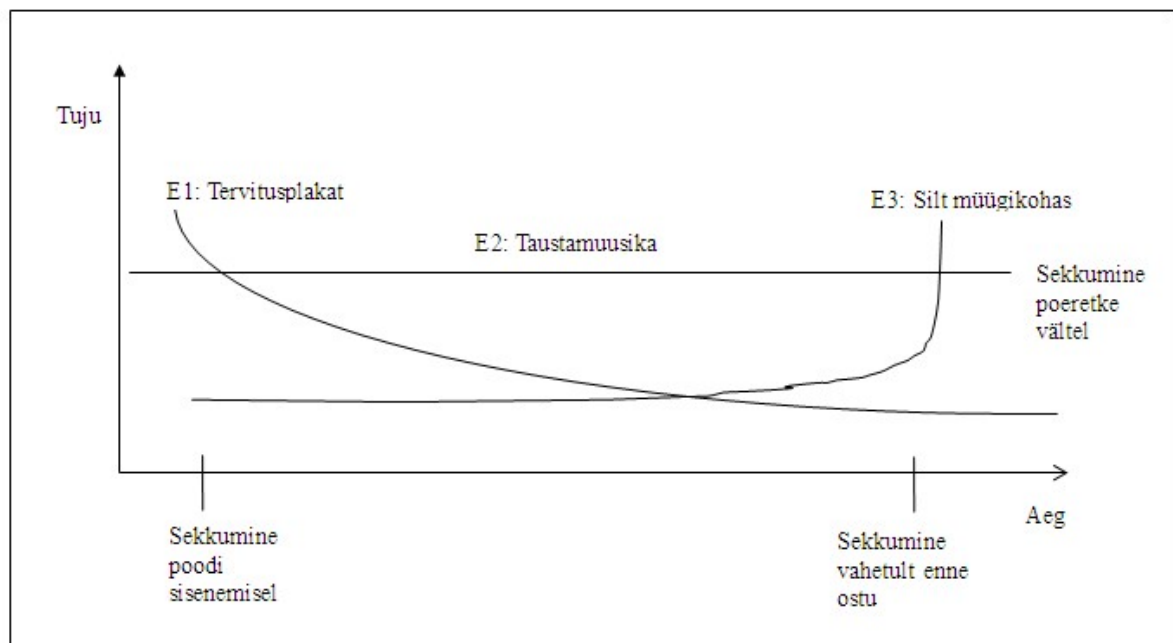 Tuju
E1: Tervitusplakat
E3: Silt müügikohas
E2: Taustamuusika
Sekkumine
poeretke
vältel
Aeg
Sekkumine
poodi
sisenemisel
Sekkumine
vahetult enne
ostu